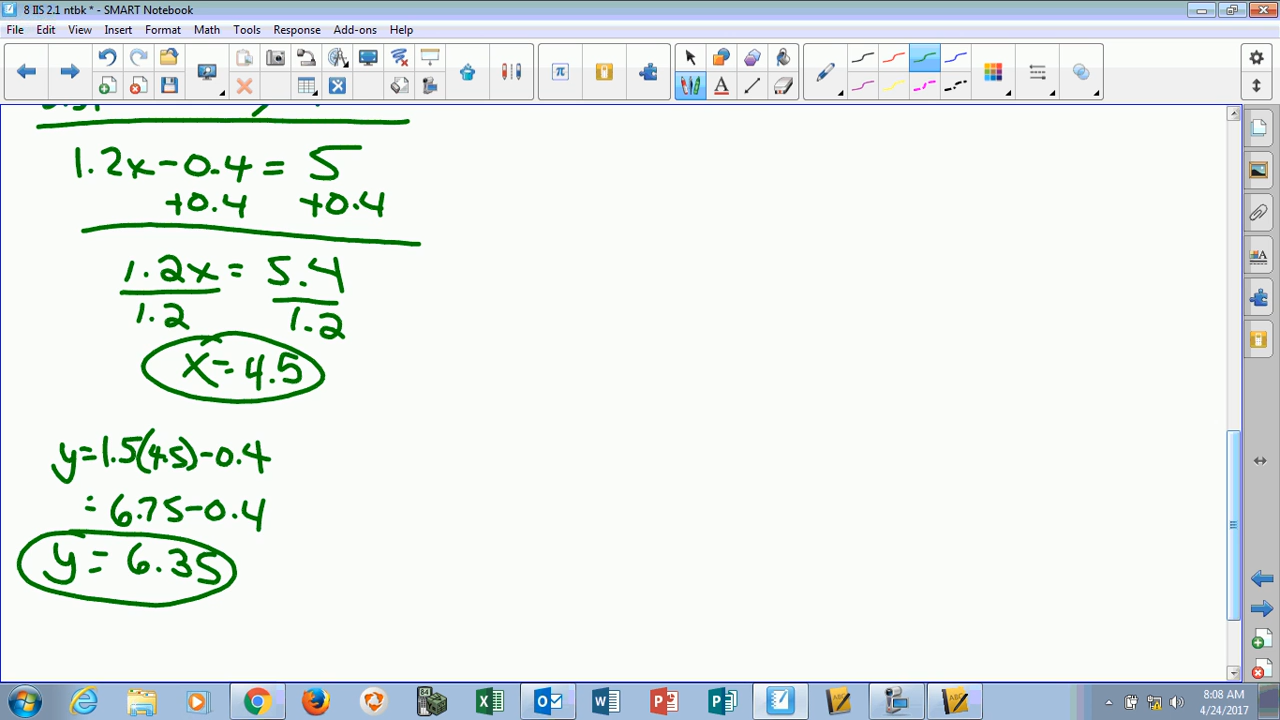 8 IIS 2.1 ntbk * - SMART Notebook
File Edit View Insert Format Math Tools Response Add-ons Help
1.2x-0.4 = 5
+0.4 +0.4
1.2x = 5.4
1.2 1.2
x=4.5
y=1.5(4.5)-0.4
= 6.75-0.4
y= 6.35
8:08 AM
4/24/2017